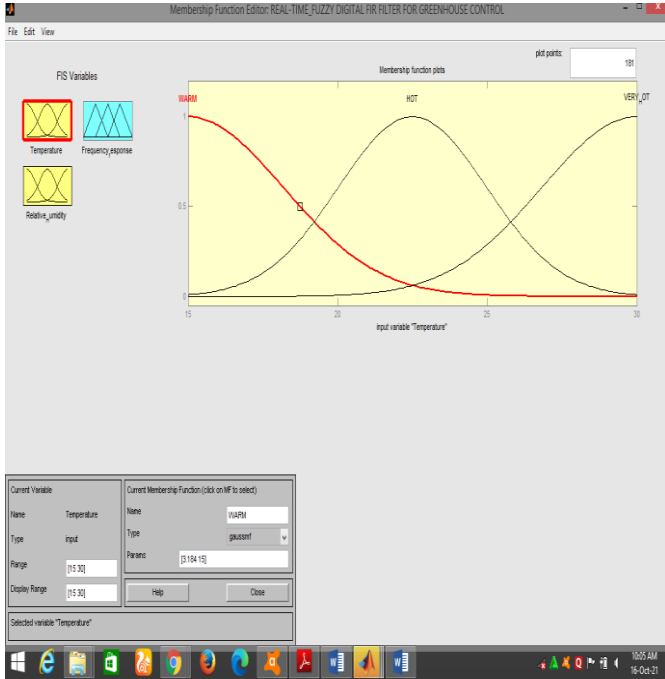 Membership Function Editor: REAL-TIME_FUZZY DIGITAL FIR FILTER FOR GREENHOUSE CONTROL
File Edit View
FIS Variables
Temperature
Frequency_response
Relative_humidity
plot points:
181
Membership function plots
WARM
HOT
VERY_HOT
1
0.5
0
15
20
25
30
input variable "Temperature"
Current Variable
Name Temperature
Type input
Range [15 30]
Display Range [15 30]
Current Membership Function (click on MF to select)
Name WARM
Type gaussmf
Params [3.184 15]
Help Close
Selected variable "Temperature"
10:05 AM
16-Oct-21